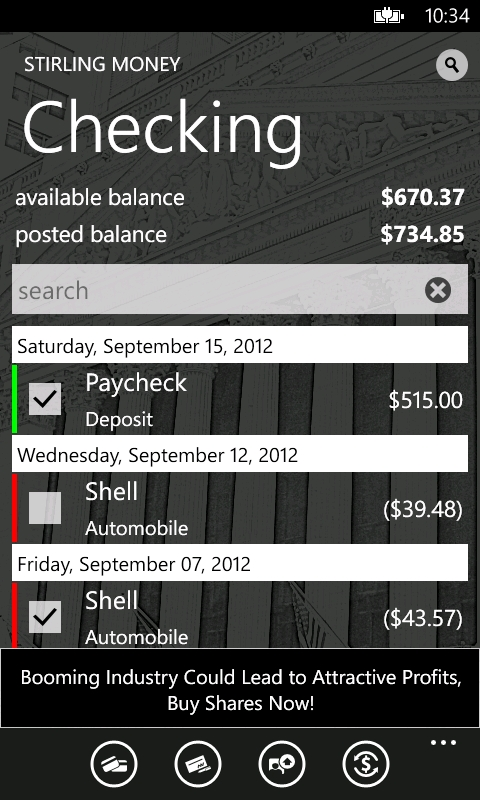 10:34
STIRLING MONEY
Checking
available balance $670.37
posted balance $734.85
search
Saturday, September 15, 2012
Paycheck
Deposit
$515.00
Wednesday, September 12, 2012
Shell
Automobile
($39.48)
Friday, September 07, 2012
Shell
Automobile
($43.57)
Booming Industry Could Lead to Attractive Profits,
Buy Shares Now!